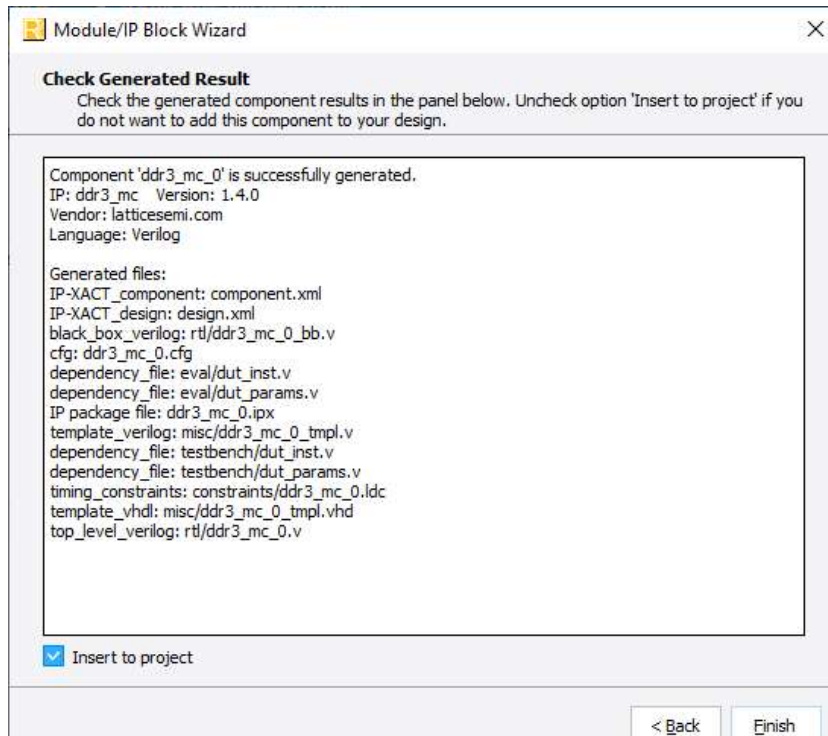 Module/IP Block Wizard
Check Generated Result
Check the generated component results in the panel below. Uncheck option 'Insert to project' if you
do not want to add this component to your design.
Component 'ddr3_mc_0' is successfully generated.
IP: ddr3_mc   Version: 1.4.0
Vendor: latticesemi.com
Language: Verilog
Generated files:
IP-XACT_component: component.xml
IP-XACT_design: design.xml
black_box_verilog: rtl/ddr3_mc_0_bb.v
cfg: ddr3_mc_0.cfg
dependency_file: eval/dut_inst.v
dependency_file: eval/dut_params.v
IP package file: ddr3_mc_0.ipx
template_verilog: misc/ddr3_mc_0_tmpl.v
dependency_file: testbench/dut_inst.v
dependency_file: testbench/dut_params.v
timing_constraints: constraints/ddr3_mc_0.ldc
template_vhdl: misc/ddr3_mc_0_tmpl.vhd
top_level_verilog: rtl/ddr3_mc_0.v
Insert to project
< Back   Finish